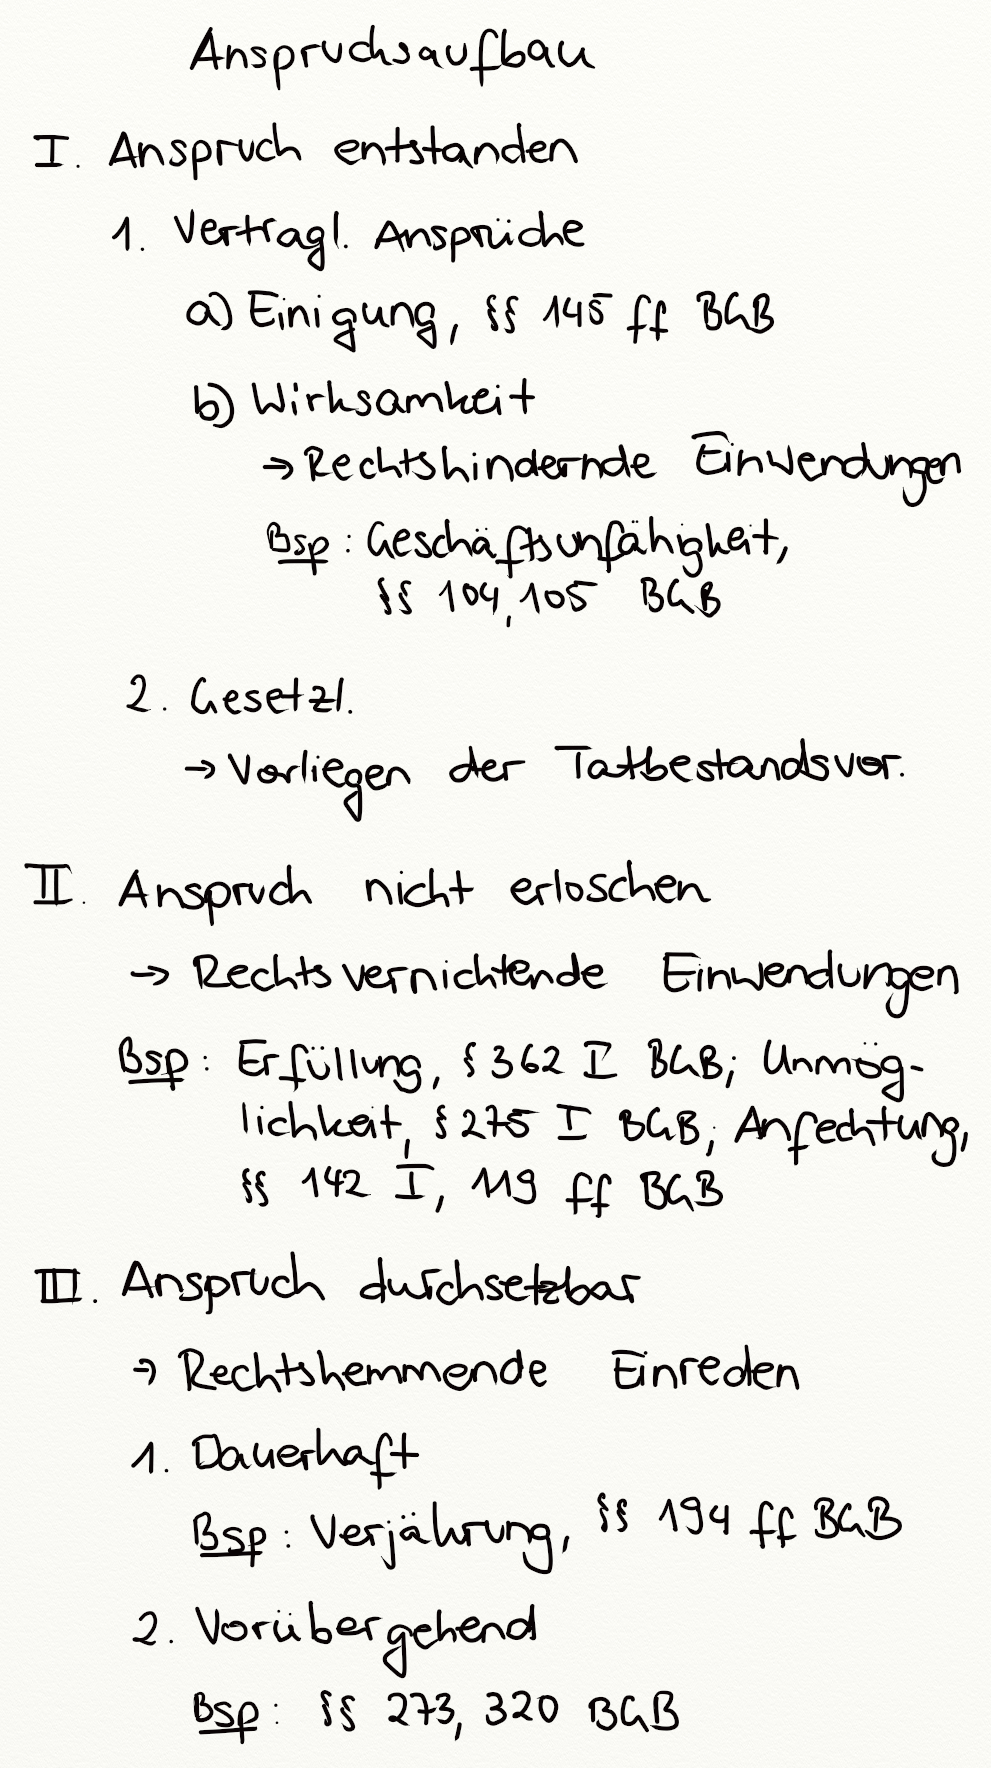 Anspruchsaufbau
I. Anspruch entstanden
1. Vertragl. Ansprüche
a) Einigung, §§ 145 ff BGB
b) Wirksamkeit
→ Rechtshindernde Einwendungen
Bsp: Geschäftsunfähigkeit,
§§ 104, 105 BGB
2. Gesetzl.
→ Vorliegen der Tatbestandsvor.
II. Anspruch nicht erloschen
→ Rechtsvernichtende Einwendungen
Bsp: Erfüllung, § 362 I BGB; Unmög-
lichkeit, § 275 I BGB; Anfechtung,
§§ 142 I, 119 ff BGB
III. Anspruch durchsetzbar
→ Rechtshemmende Einreden
1. Dauerhaft
Bsp: Verjährung, §§ 194 ff BGB
2. Vorübergehend
Bsp: §§ 273, 320 BGB